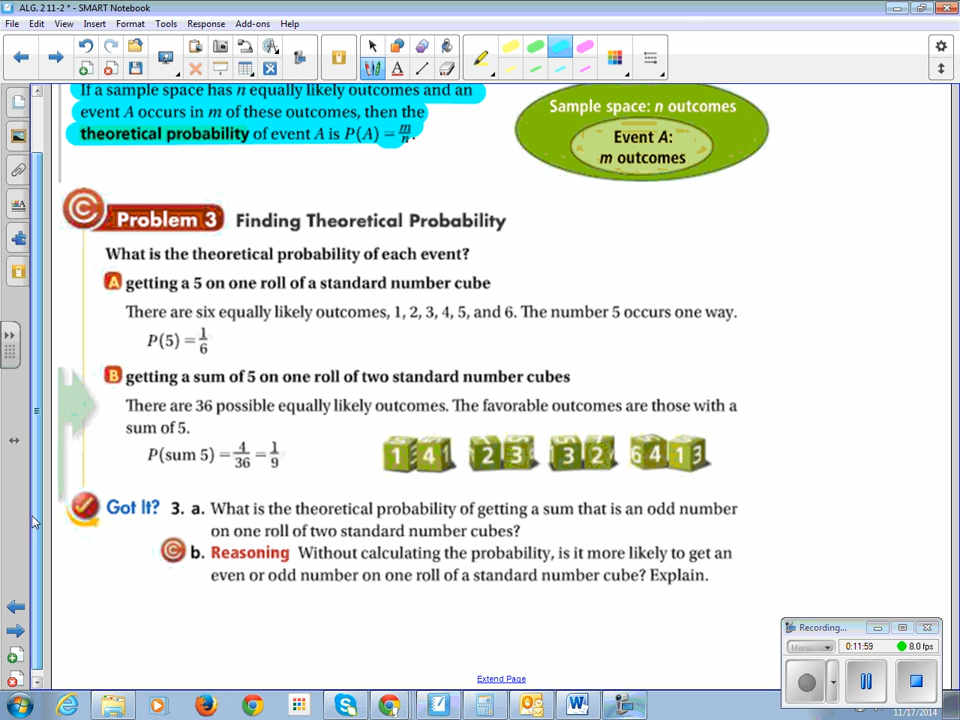 ALG. 2 11-2 * - SMART Notebook
File Edit View Insert Format Tools Response Add-ons Help
If a sample space has n equally likely outcomes and an
event A occurs in m of these outcomes, then the
theoretical probability of event A is P(A) = m/n.
Sample space: n outcomes
Event A:
m outcomes
Problem 3 Finding Theoretical Probability
What is the theoretical probability of each event?
A getting a 5 on one roll of a standard number cube
There are six equally likely outcomes, 1, 2, 3, 4, 5, and 6. The number 5 occurs one way.
P(5) = 1/6
B getting a sum of 5 on one roll of two standard number cubes
There are 36 possible equally likely outcomes. The favorable outcomes are those with a
sum of 5.
P(sum 5) = 4/36 = 1/9
1 4 2 3 3 2 6 4 1 3
Got It? 3. a. What is the theoretical probability of getting a sum that is an odd number
on one roll of two standard number cubes?
C b. Reasoning Without calculating the probability, is it more likely to get an
even or odd number on one roll of a standard number cube? Explain.
Extend Page
Recording...
Menu 0:11:59 8.0 fps
11/17/2014